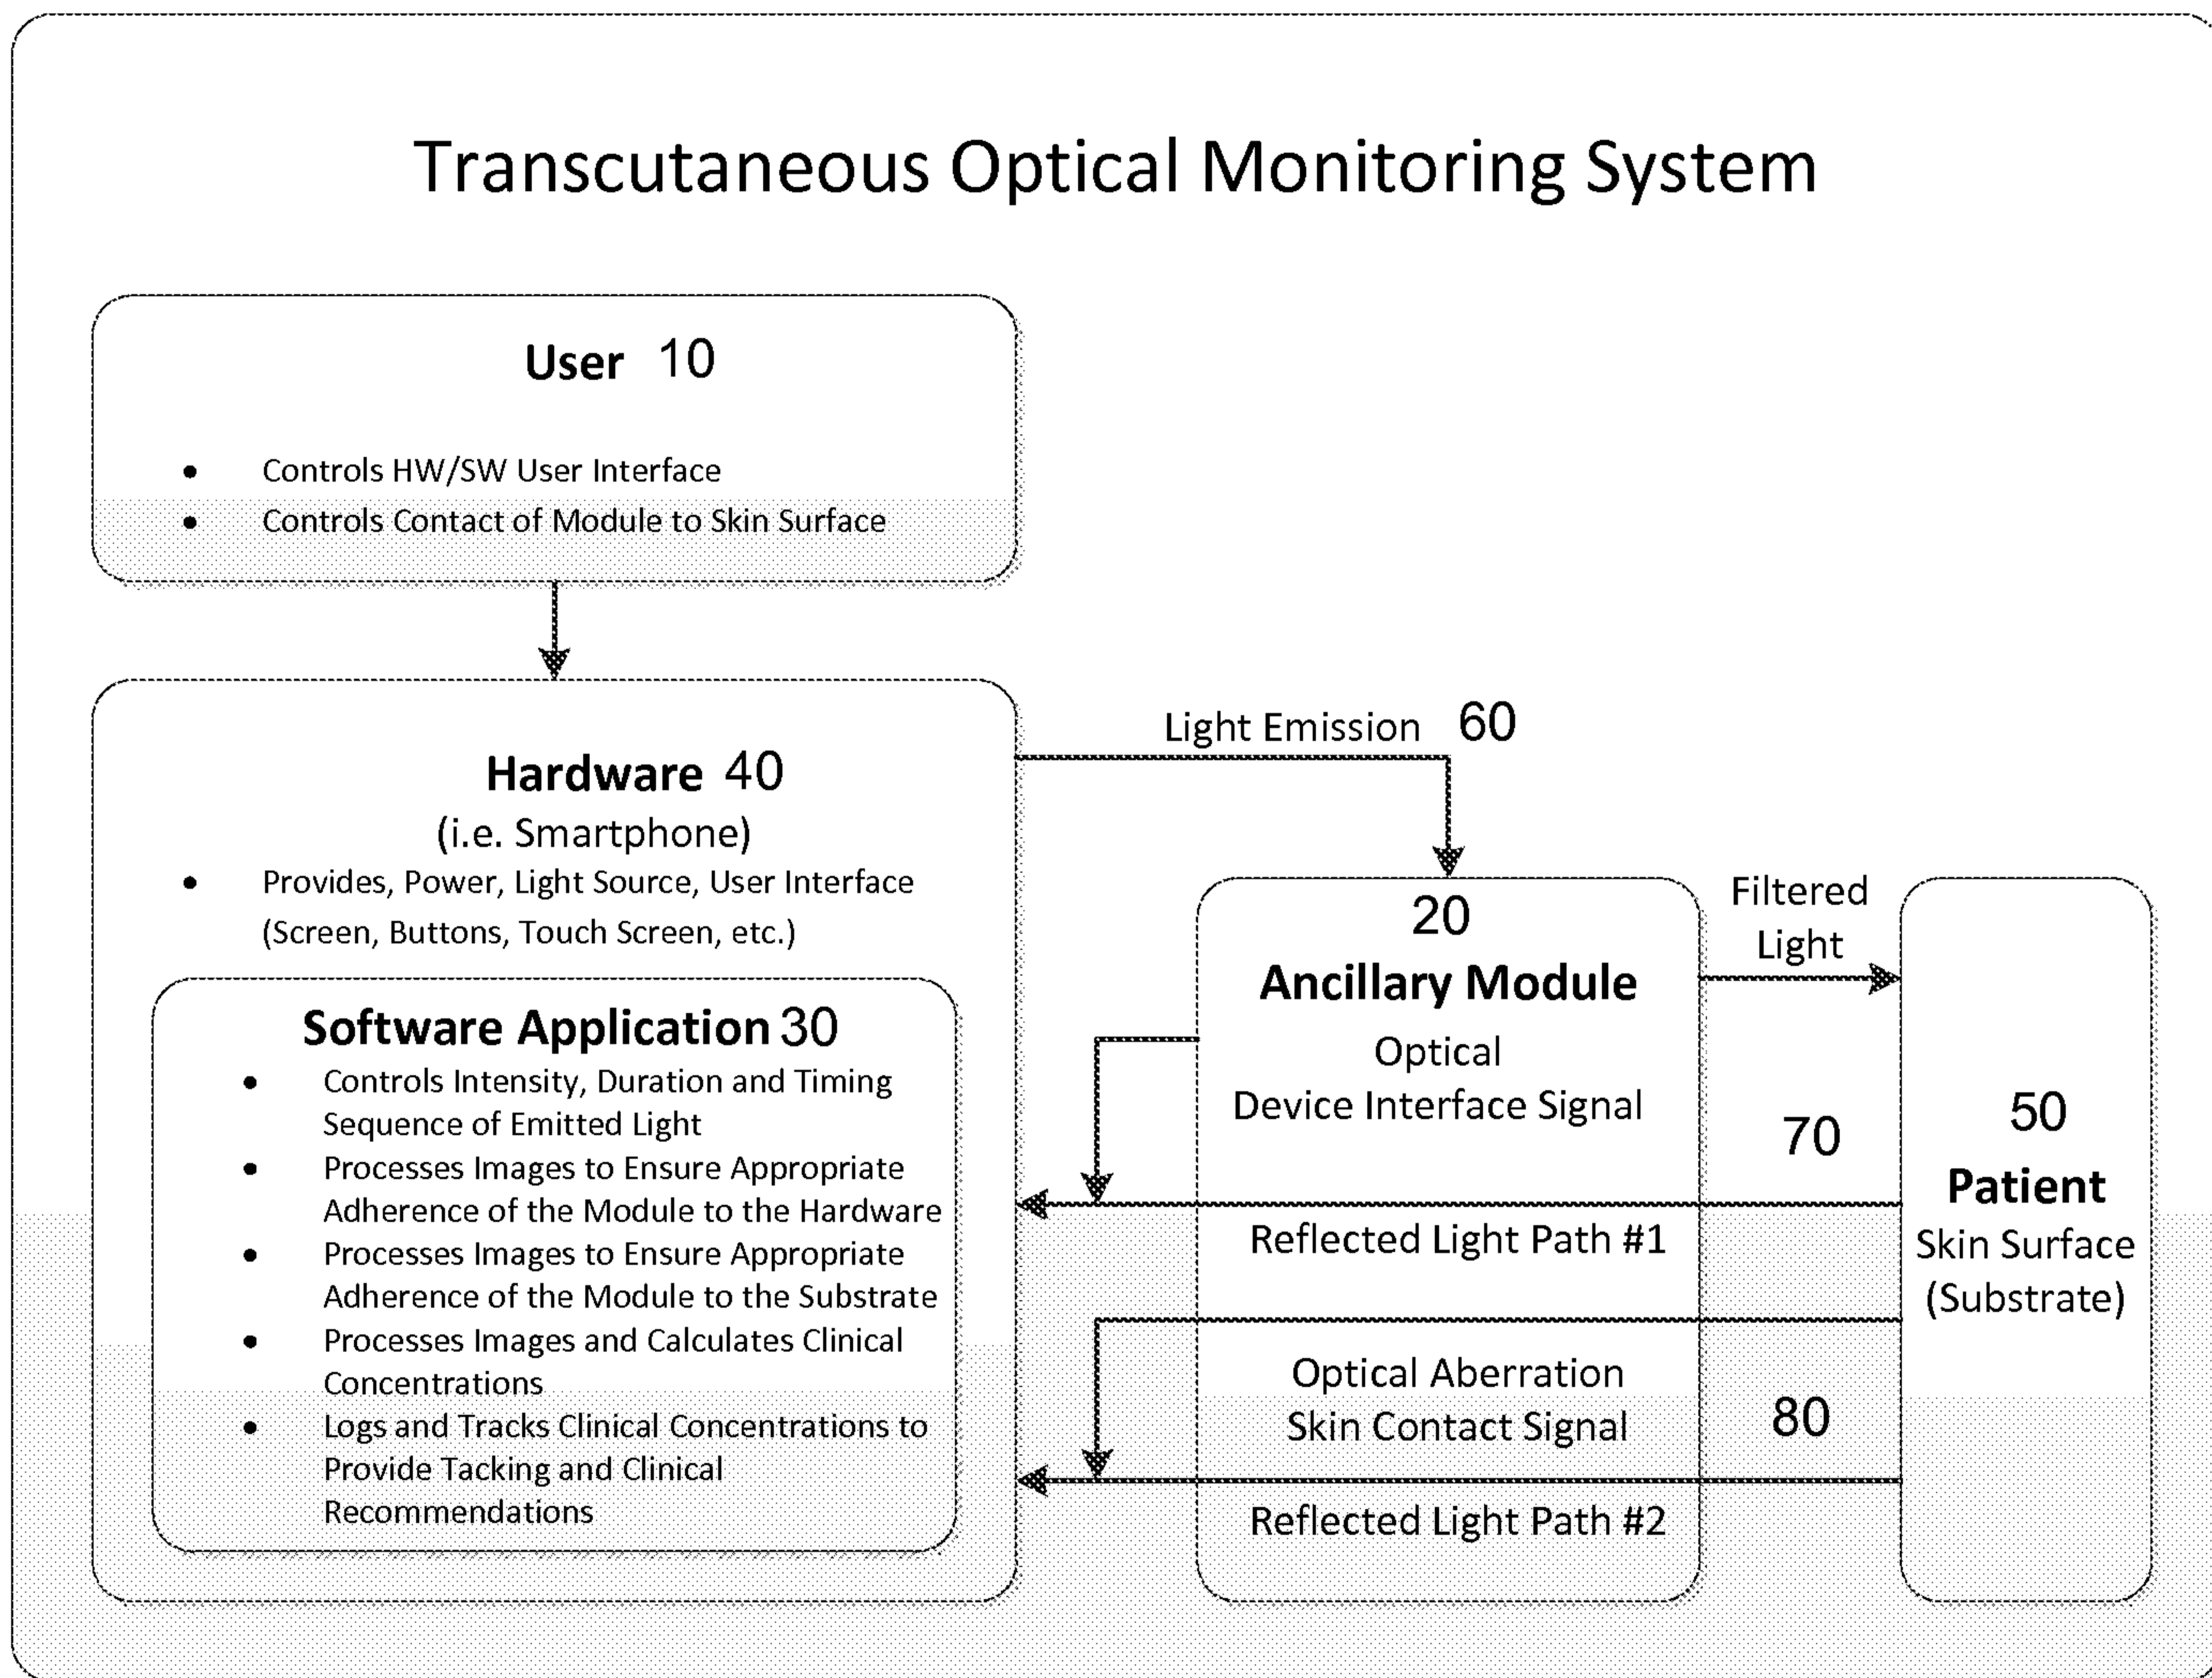 Transcutaneous Optical Monitoring System
User 10
• Controls HW/SW User Interface
• Controls Contact of Module to Skin Surface
Hardware 40
(i.e. Smartphone)
• Provides, Power, Light Source, User Interface
(Screen, Buttons, Touch Screen, etc.)
Software Application 30
• Controls Intensity, Duration and Timing
Sequence of Emitted Light
• Processes Images to Ensure Appropriate
Adherence of the Module to the Hardware
• Processes Images to Ensure Appropriate
Adherence of the Module to the Substrate
• Processes Images and Calculates Clinical
Concentrations
• Logs and Tracks Clinical Concentrations to
Provide Tacking and Clinical
Recommendations
Light Emission 60
20
Ancillary Module
Optical
Device Interface Signal
Reflected Light Path #1
Optical Aberration
Skin Contact Signal
Reflected Light Path #2
Filtered
Light
70
80
50
Patient
Skin Surface
(Substrate)